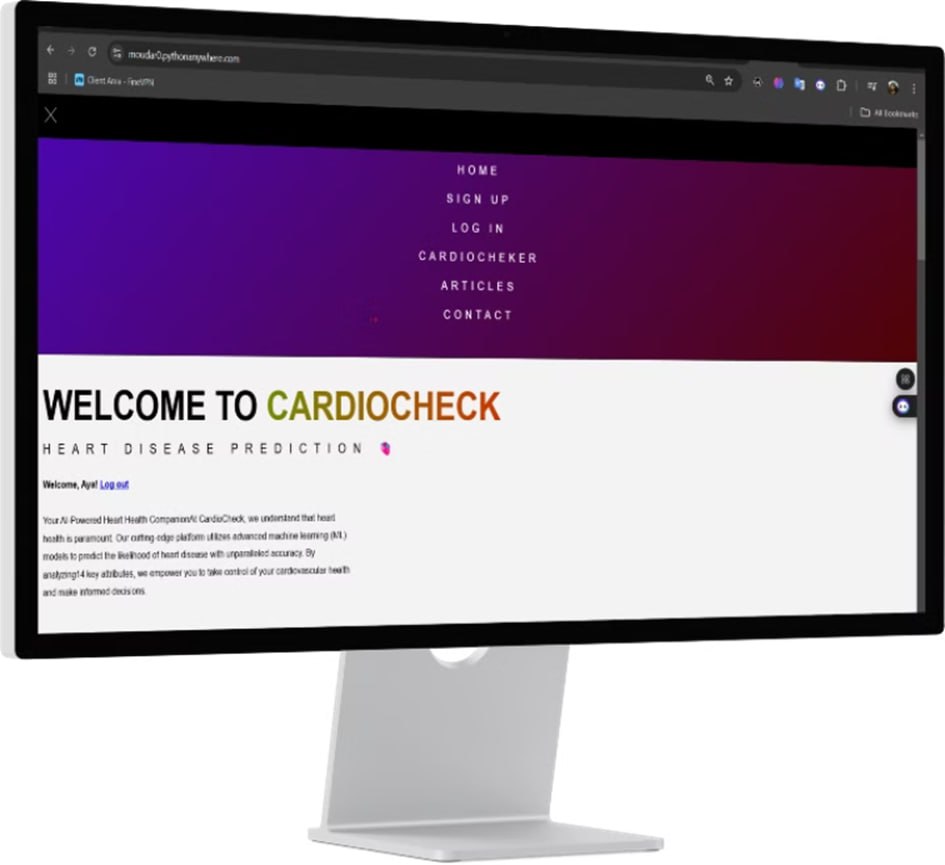 moudar0.pythonanywhere.com
Client Area - FineVPN
All Bookmarks
X
HOME
SIGN UP
LOG IN
CARDIOCHEKER
ARTICLES
CONTACT
WELCOME TO CARDIOCHECK
HEART DISEASE PREDICTION
Welcome, Aya! Log out
Your AI-Powered Heart Health CompanionAt CardioCheck, we understand that heart
health is paramount. Our cutting-edge platform utilizes advanced machine learning (ML)
models to predict the likelihood of heart disease with unparalleled accuracy. By
analyzing14 key attributes, we empower you to take control of your cardiovascular health
and make informed decisions.